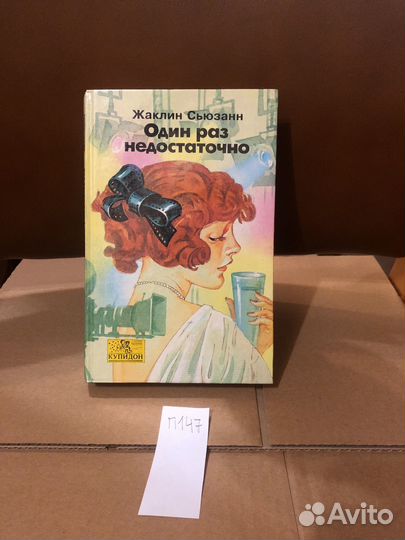 Жаклин Сьюзанн
Один раз
недостаточно
КУПИДОН
П147
Avito